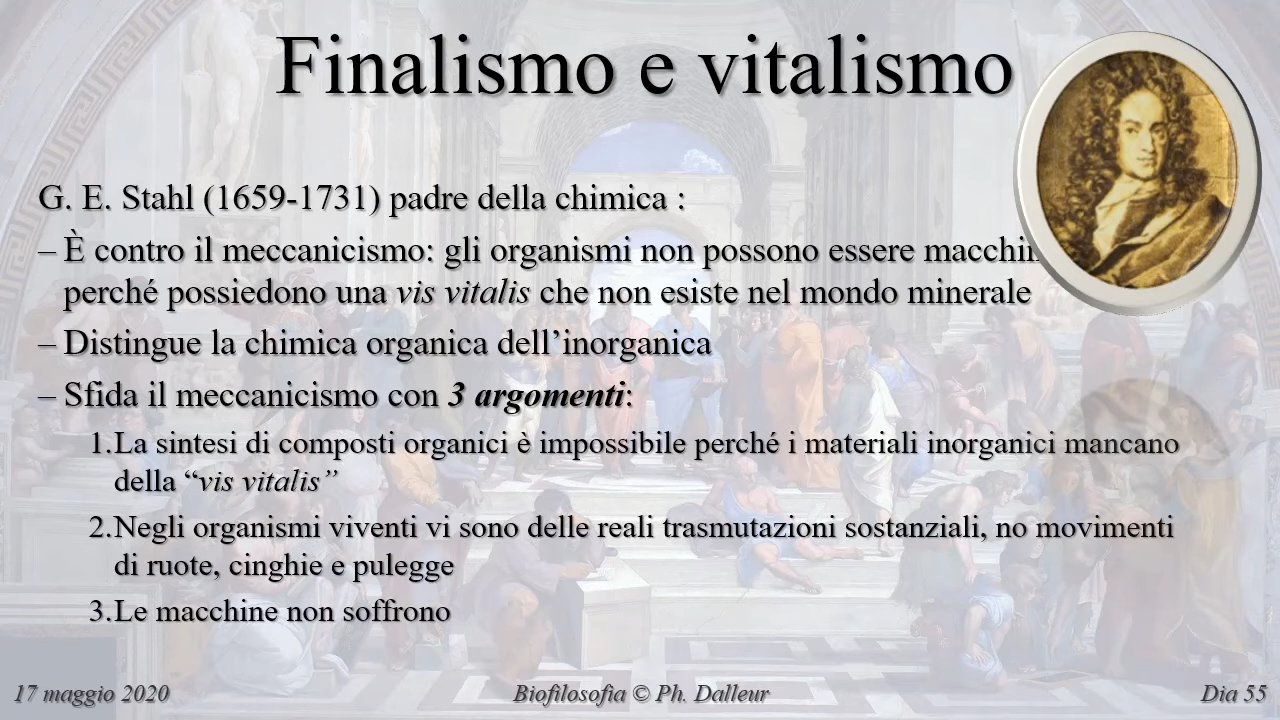 Finalismo e vitalismo
G. E. Stahl (1659-1731) padre della chimica :
– È contro il meccanicismo: gli organismi non possono essere
perché possiedono una vis vitalis che non esiste nel mondo minerale
– Distingue la chimica organica dell’inorganica
– Sfida il meccanicismo con 3 argomenti:
1.La sintesi di composti organici è impossibile perché i materiali inorganici mancano
della “vis vitalis”
2.Negli organismi viventi vi sono delle reali trasmutazioni sostanziali, no movimenti
di ruote, cinghie e pulegge
3.Le macchine non soffrono
17 maggio 2020
Biofilosofia © Ph. Dalleur
Dia 55